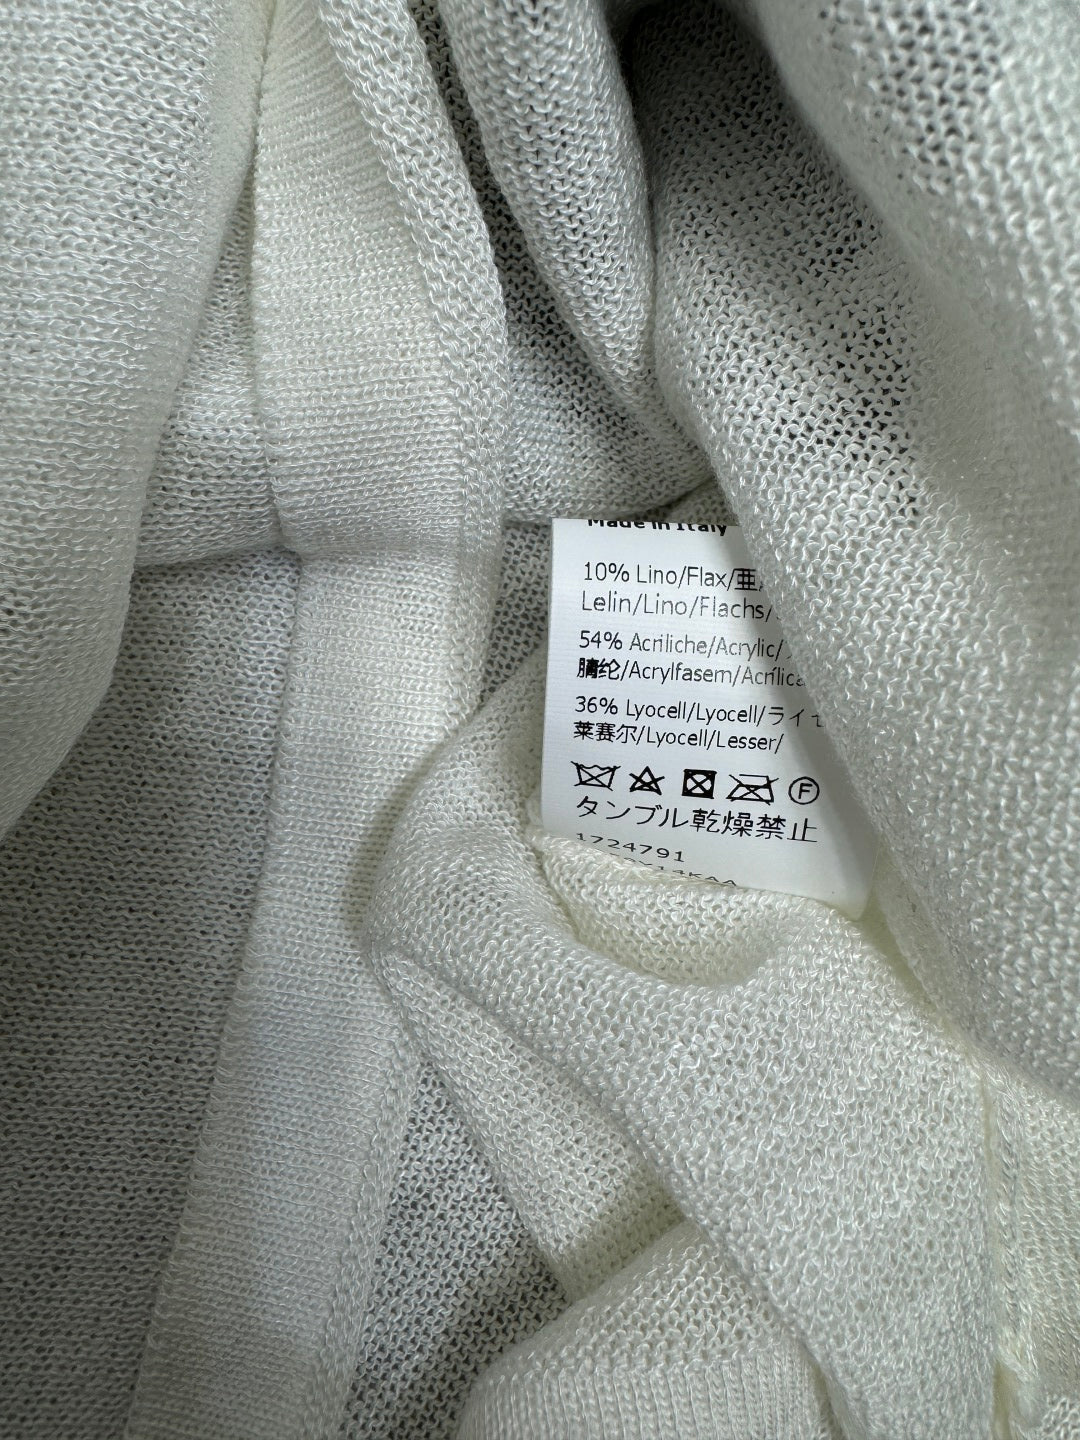 Made in Italy
10% Lino/Flax/亜
Lelin/Lino/Flachs/
54% Acriliche/Acrylic/
腈纶/Acrylfasern/Acrílica
36% Lyocell/Lyocell/ライセ
莱赛尔/Lyocell/Lesser/
F
タンブル乾燥禁止
1724791